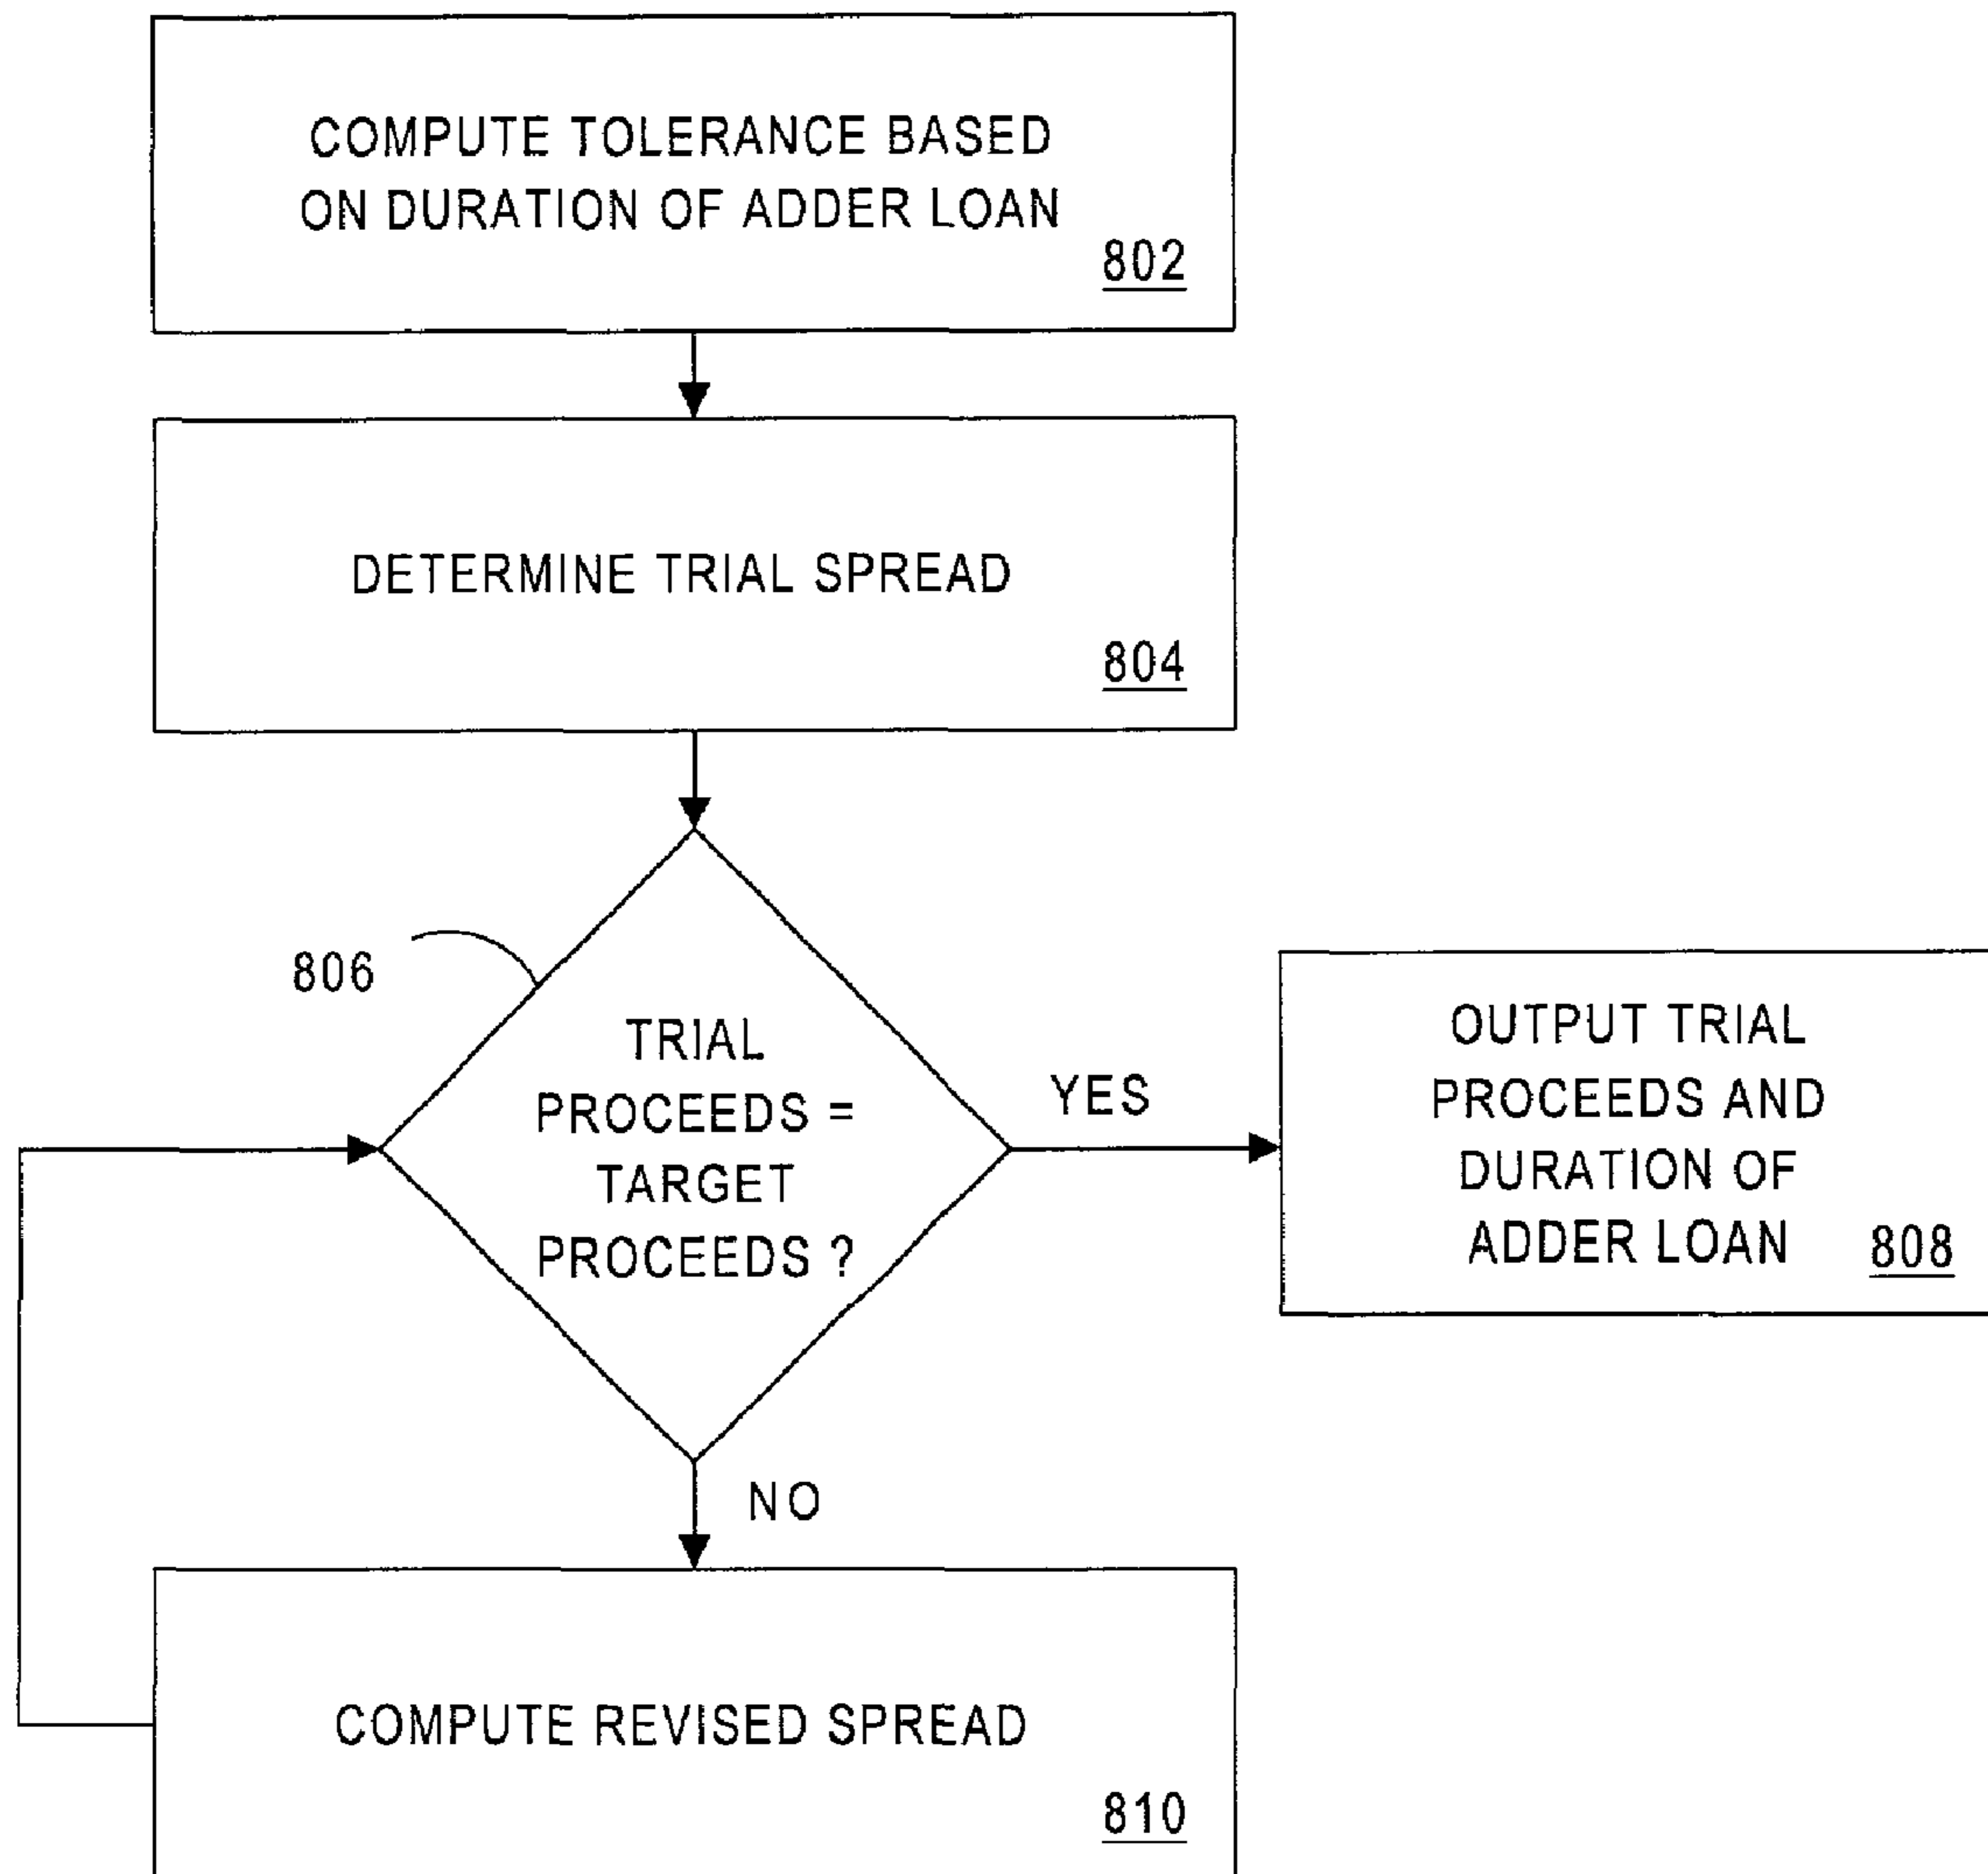 COMPUTE TOLERANCE BASED
ON DURATION OF ADDER LOAN
802
DETERMINE TRIAL SPREAD
804
806
TRIAL
PROCEEDS =
TARGET
PROCEEDS ?
YES
OUTPUT TRIAL
PROCEEDS AND
DURATION OF
ADDER LOAN
808
NO
COMPUTE REVISED SPREAD
810